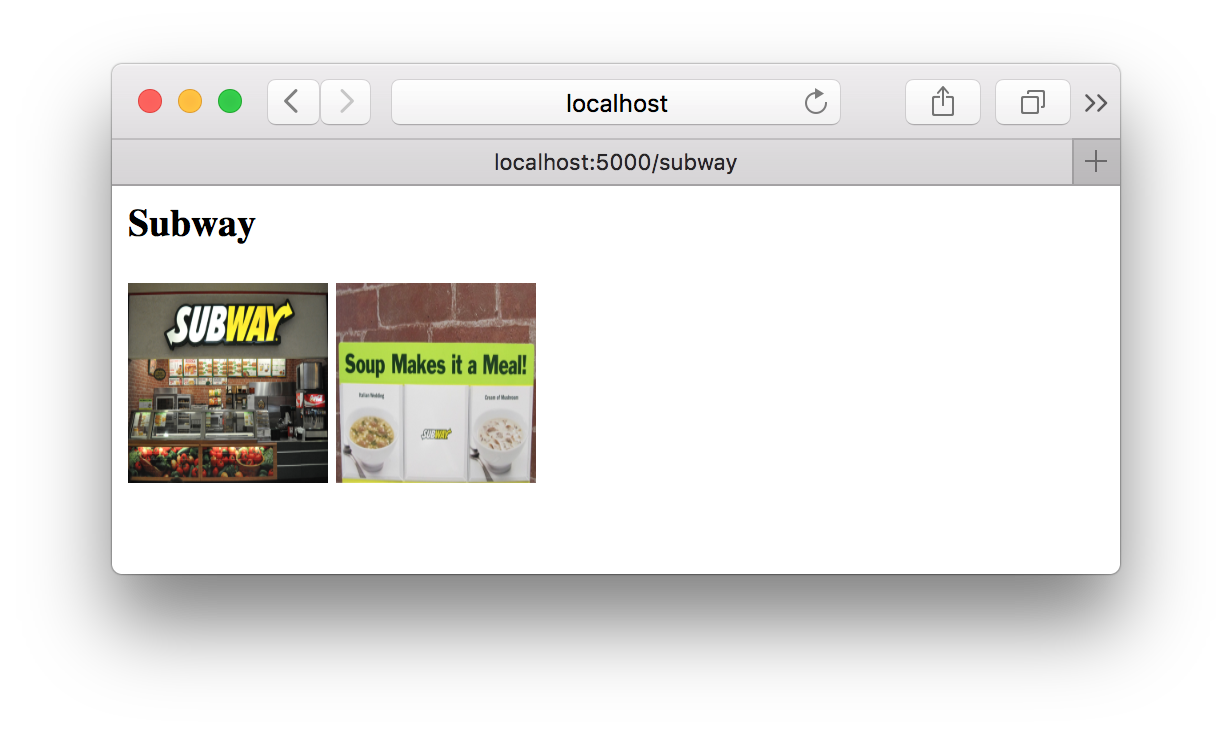 localhost
localhost:5000/subway
Subway
SUBWAY
Soup Makes it a Meal!
Italian Wedding
Cream of Mushroom
SUBWAY